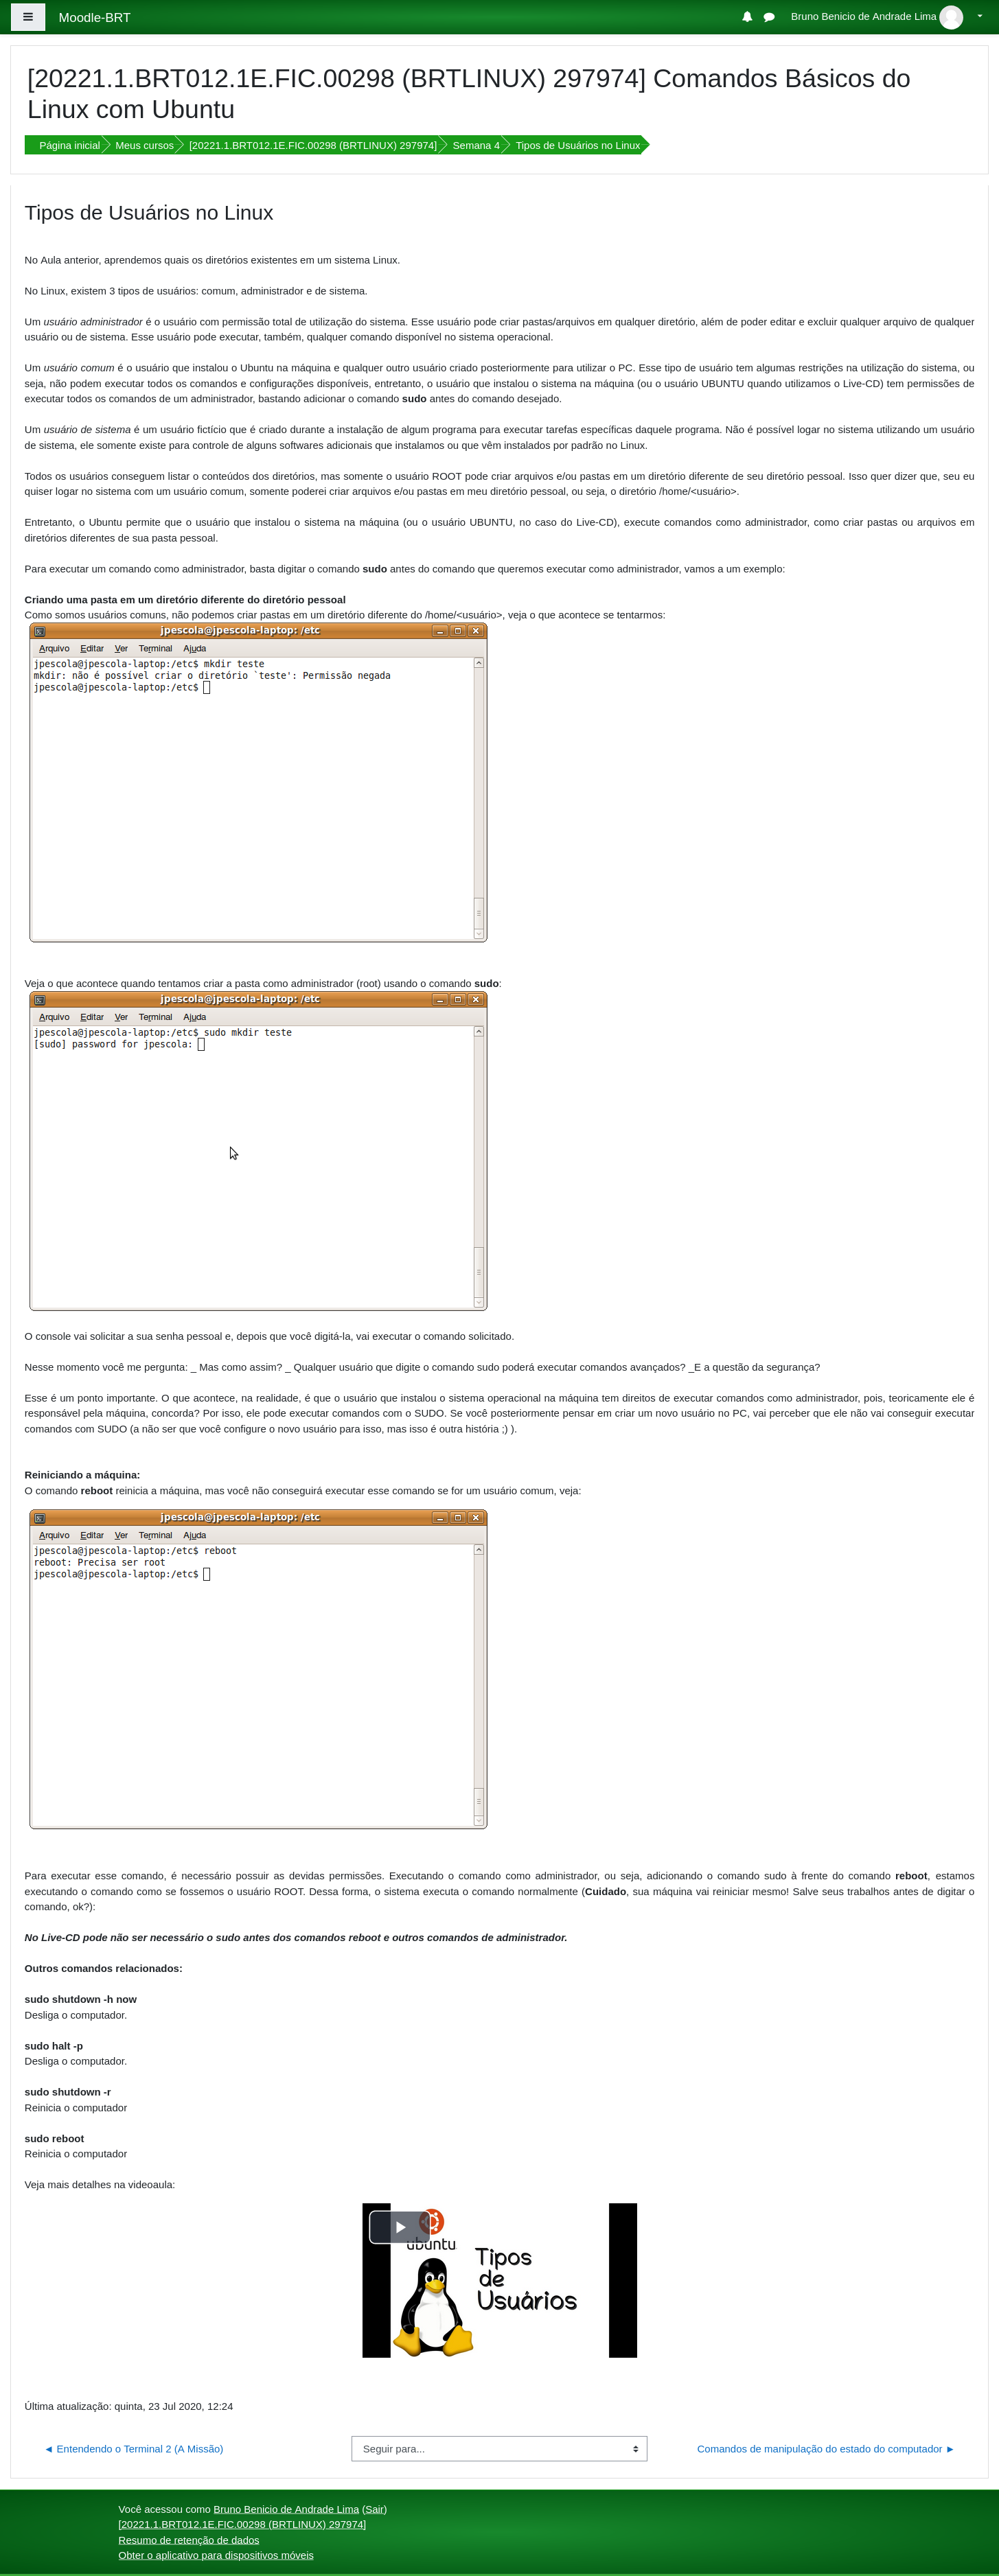 Moodle-BRT
Bruno Benicio de Andrade Lima
[20221.1.BRT012.1E.FIC.00298 (BRTLINUX) 297974] Comandos Básicos do
Linux com Ubuntu
Página inicial
Meus cursos
[20221.1.BRT012.1E.FIC.00298 (BRTLINUX) 297974]
Semana 4
Tipos de Usuários no Linux
Tipos de Usuários no Linux
No Aula anterior, aprendemos quais os diretórios existentes em um sistema Linux.
No Linux, existem 3 tipos de usuários: comum, administrador e de sistema.
Um usuário administrador é o usuário com permissão total de utilização do sistema. Esse usuário pode criar pastas/arquivos em qualquer diretório, além de poder editar e excluir qualquer arquivo de qualquer
usuário ou de sistema. Esse usuário pode executar, também, qualquer comando disponível no sistema operacional.
Um usuário comum é o usuário que instalou o Ubuntu na máquina e qualquer outro usuário criado posteriormente para utilizar o PC. Esse tipo de usuário tem algumas restrições na utilização do sistema, ou
seja, não podem executar todos os comandos e configurações disponíveis, entretanto, o usuário que instalou o sistema na máquina (ou o usuário UBUNTU quando utilizamos o Live-CD) tem permissões de
executar todos os comandos de um administrador, bastando adicionar o comando sudo antes do comando desejado.
Um usuário de sistema é um usuário fictício que é criado durante a instalação de algum programa para executar tarefas específicas daquele programa. Não é possível logar no sistema utilizando um usuário
de sistema, ele somente existe para controle de alguns softwares adicionais que instalamos ou que vêm instalados por padrão no Linux.
Todos os usuários conseguem listar o conteúdos dos diretórios, mas somente o usuário ROOT pode criar arquivos e/ou pastas em um diretório diferente de seu diretório pessoal. Isso quer dizer que, seu eu
quiser logar no sistema com um usuário comum, somente poderei criar arquivos e/ou pastas em meu diretório pessoal, ou seja, o diretório /home/<usuário>.
Entretanto, o Ubuntu permite que o usuário que instalou o sistema na máquina (ou o usuário UBUNTU, no caso do Live-CD), execute comandos como administrador, como criar pastas ou arquivos em
diretórios diferentes de sua pasta pessoal.
Para executar um comando como administrador, basta digitar o comando sudo antes do comando que queremos executar como administrador, vamos a um exemplo:
Criando uma pasta em um diretório diferente do diretório pessoal
Como somos usuários comuns, não podemos criar pastas em um diretório diferente do /home/<usuário>, veja o que acontece se tentarmos:
jpescola@jpescola-laptop: /etc
Arquivo Editar Ver Terminal Ajuda
jpescola@jpescola-laptop:/etc$ mkdir teste
mkdir: não é possível criar o diretório `teste': Permissão negada
jpescola@jpescola-laptop:/etc$
Veja o que acontece quando tentamos criar a pasta como administrador (root) usando o comando sudo:
jpescola@jpescola-laptop: /etc
Arquivo Editar Ver Terminal Ajuda
jpescola@jpescola-laptop:/etc$ sudo mkdir teste
[sudo] password for jpescola:
O console vai solicitar a sua senha pessoal e, depois que você digitá-la, vai executar o comando solicitado.
Nesse momento você me pergunta: _ Mas como assim? _ Qualquer usuário que digite o comando sudo poderá executar comandos avançados? _E a questão da segurança?
Esse é um ponto importante. O que acontece, na realidade, é que o usuário que instalou o sistema operacional na máquina tem direitos de executar comandos como administrador, pois, teoricamente ele é
responsável pela máquina, concorda? Por isso, ele pode executar comandos com o SUDO. Se você posteriormente pensar em criar um novo usuário no PC, vai perceber que ele não vai conseguir executar
comandos com SUDO (a não ser que você configure o novo usuário para isso, mas isso é outra história ;) ).
Reiniciando a máquina:
O comando reboot reinicia a máquina, mas você não conseguirá executar esse comando se for um usuário comum, veja:
jpescola@jpescola-laptop: /etc
Arquivo Editar Ver Terminal Ajuda
jpescola@jpescola-laptop:/etc$ reboot
reboot: Precisa ser root
jpescola@jpescola-laptop:/etc$
Para executar esse comando, é necessário possuir as devidas permissões. Executando o comando como administrador, ou seja, adicionando o comando sudo à frente do comando reboot, estamos
executando o comando como se fossemos o usuário ROOT. Dessa forma, o sistema executa o comando normalmente (Cuidado, sua máquina vai reiniciar mesmo! Salve seus trabalhos antes de digitar o
comando, ok?):
No Live-CD pode não ser necessário o sudo antes dos comandos reboot e outros comandos de administrador.
Outros comandos relacionados:
sudo shutdown -h now
Desliga o computador.
sudo halt -p
Desliga o computador.
sudo shutdown -r
Reinicia o computador
sudo reboot
Reinicia o computador
Veja mais detalhes na videoaula:
ubuntu
Tipos
de
Usuários
Última atualização: quinta, 23 Jul 2020, 12:24
◄ Entendendo o Terminal 2 (A Missão)
Seguir para...
Comandos de manipulação do estado do computador ►
Você acessou como Bruno Benicio de Andrade Lima (Sair)
[20221.1.BRT012.1E.FIC.00298 (BRTLINUX) 297974]
Resumo de retenção de dados
Obter o aplicativo para dispositivos móveis